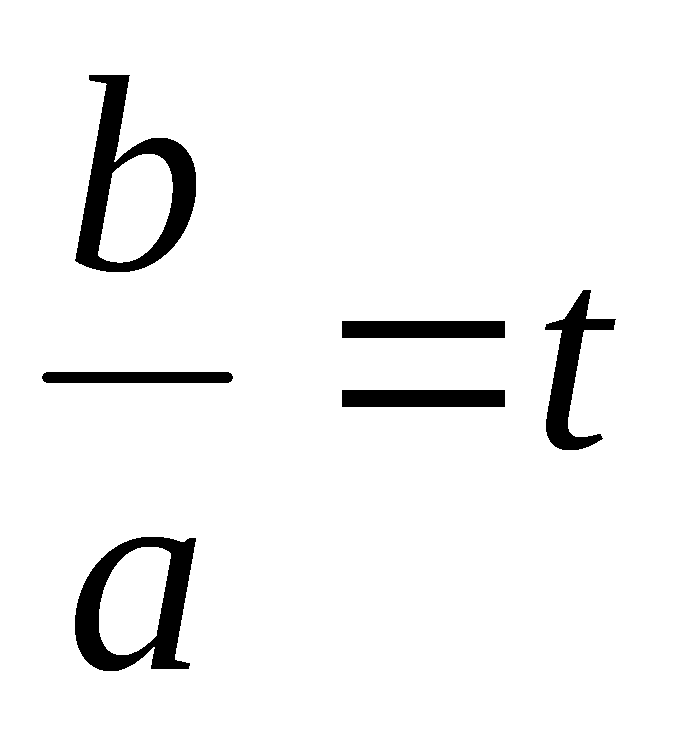 b/a = t